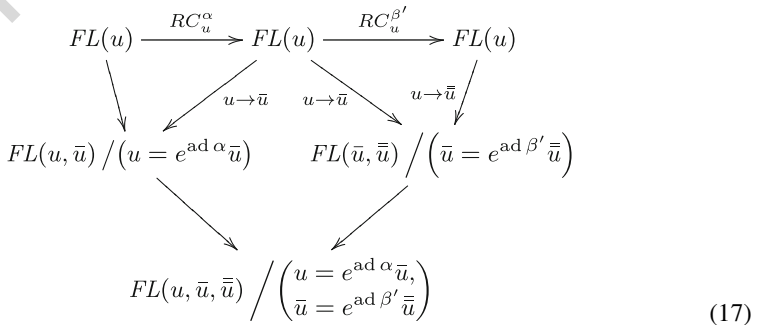 RC_u^α RC_u^{β′}
FL(u) FL(u) FL(u)
u→ū u→ū u→ū̄
FL(u, ū) / (u = e^{ad α} ū) FL(ū, ū̄) / (ū = e^{ad β′} ū̄)
FL(u, ū, ū̄) / (u = e^{ad α} ū,
ū = e^{ad β′} ū̄)
(17)